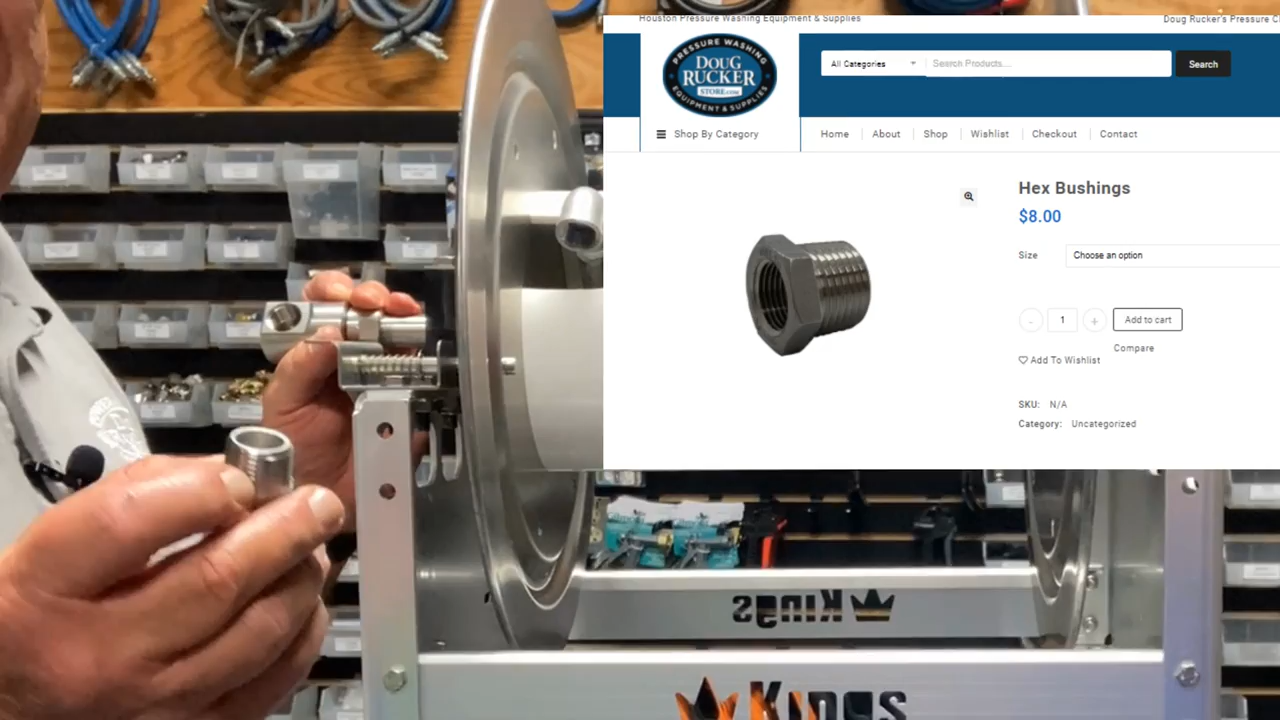 Houston Pressure Washing Equipment & Supplies
Doug Rucker's Pressure
PRESSURE WASHING
DOUG
RUCKER
STORE.COM
EQUIPMENT & SUPPLIES
All Categories
Search Products....
Search
Shop By Category
Home
About
Shop
Wishlist
Checkout
Contact
Hex Bushings
$8.00
Size
Choose an option
-
1
+
Add to cart
Compare
Add To Wishlist
SKU: N/A
Category: Uncategorized
Kings
Kings